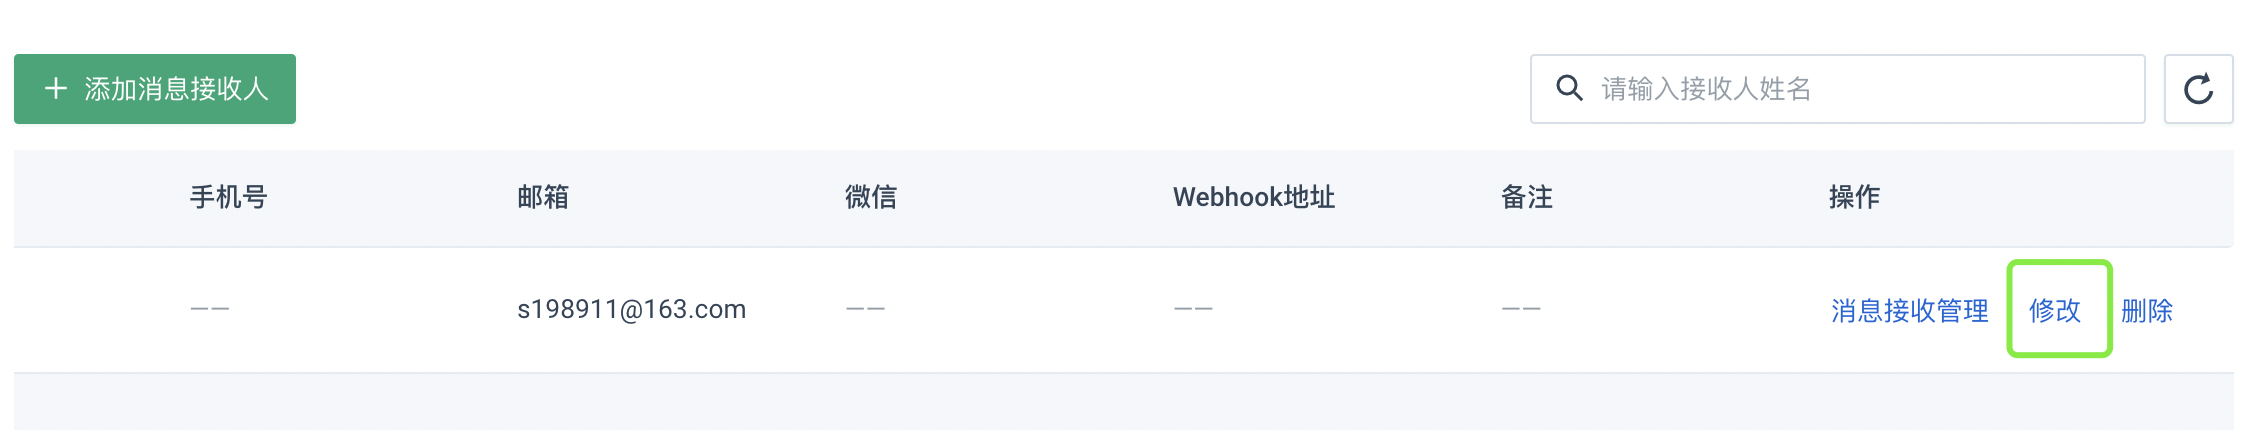 添加消息接收人 请输入接收人姓名
手机号 邮箱 微信 Webhook地址 备注 操作
—— s198911@163.com —— —— —— 消息接收管理 修改 删除